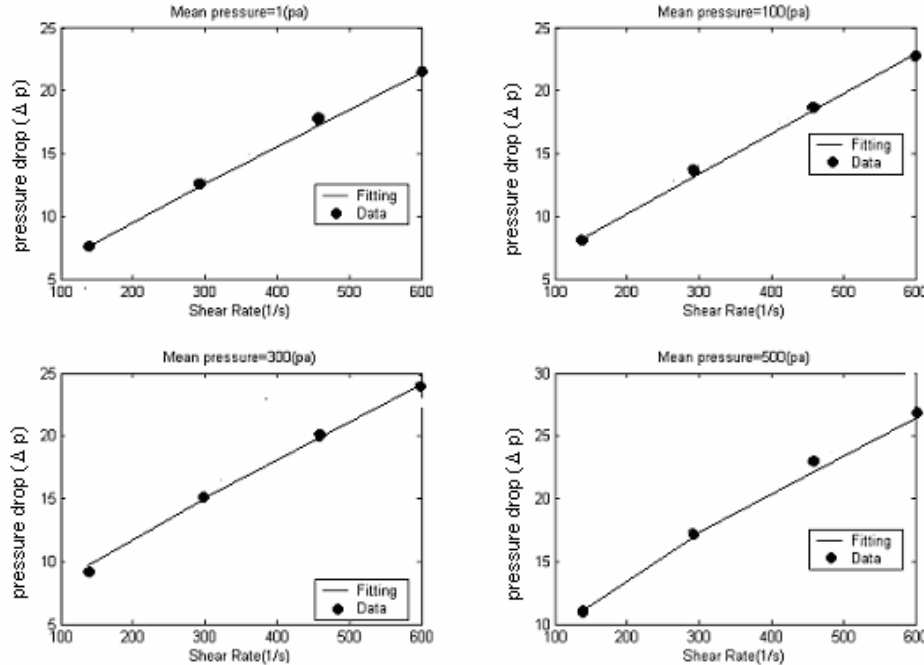 Mean pressure=1(pa)
pressure drop ( Δ p)
25
20
15
10
5
100 200 300 400 500 600
Shear Rate(1/s)
Fitting
Data
Mean pressure=100(pa)
pressure drop ( Δ p)
25
20
15
10
5
100 200 300 400 500 600
Shear Rate(1/s)
Fitting
Data
Mean pressure=300(pa)
pressure drop ( Δ p)
25
20
15
10
5
100 200 300 400 500 600
Shear Rate(1/s)
Fitting
Data
Mean pressure=500(pa)
pressure drop ( Δ p)
30
25
20
15
10
100 200 300 400 500 600
Shear Rate(1/s)
Fitting
Data